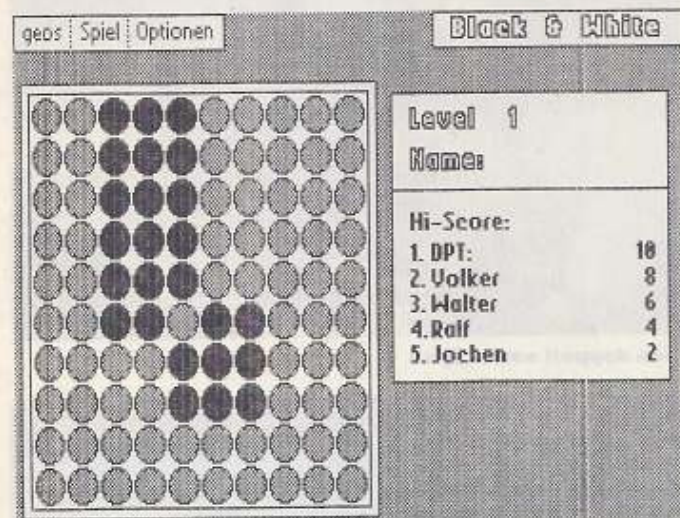 geos Spiel Optionen
Black & White
Level 1
Name:
Hi-Score:
1. DPT: 10
2. Volker 8
3. Walter 6
4. Ralf 4
5. Jochen 2